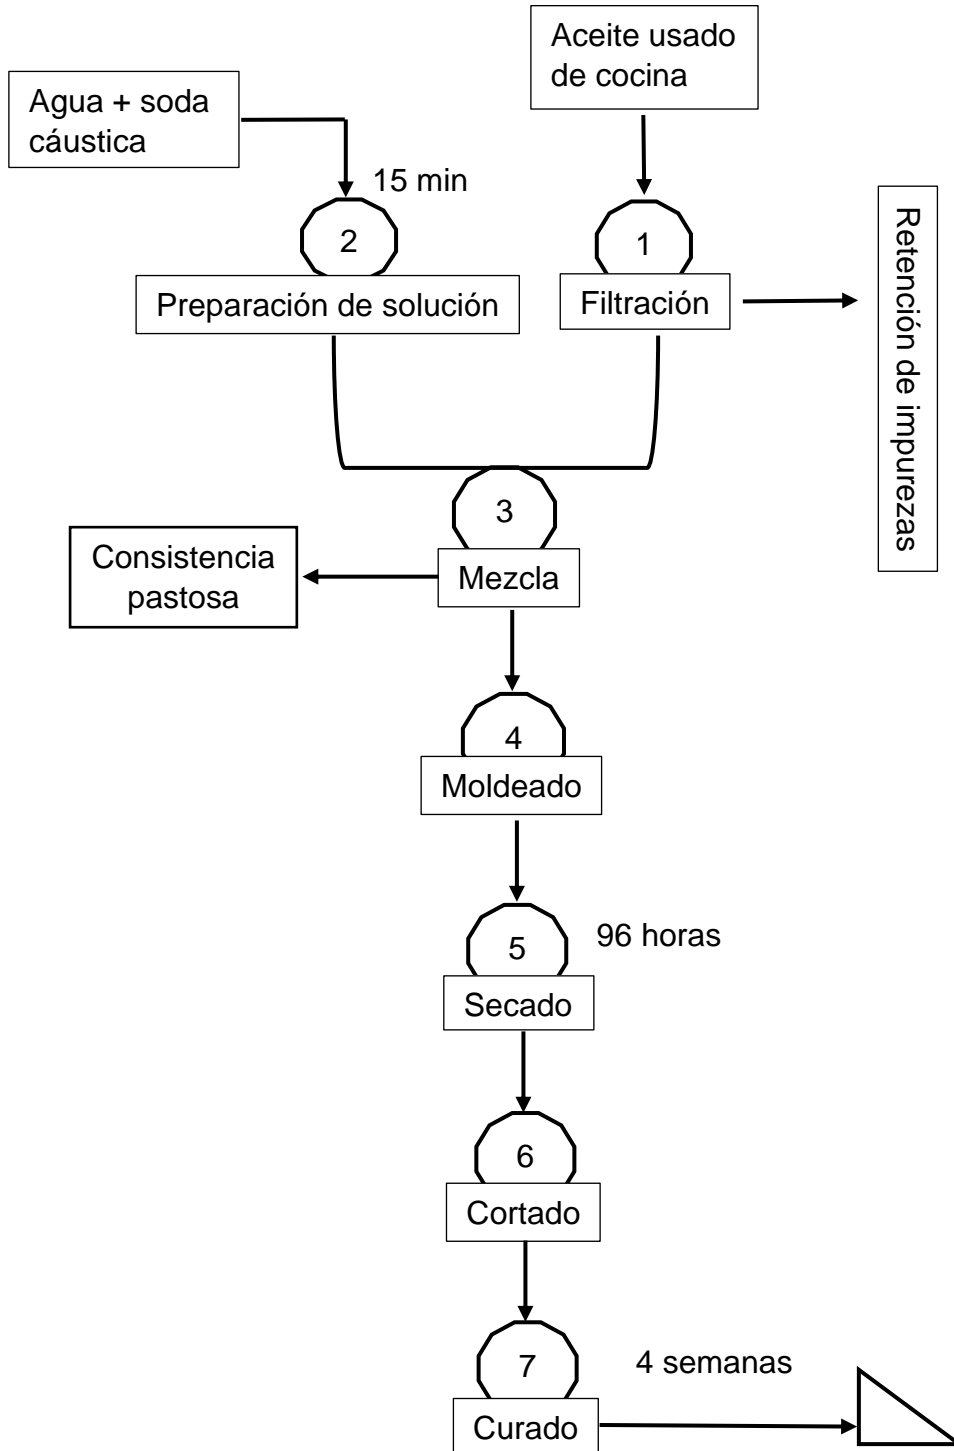 Aceite usado
de cocina
Agua + soda
cáustica
15 min
2
Preparación de solución
1
Filtración
Retención de impurezas
3
Mezcla
Consistencia
pastosa
4
Moldeado
5
96 horas
Secado
6
Cortado
7
4 semanas
Curado